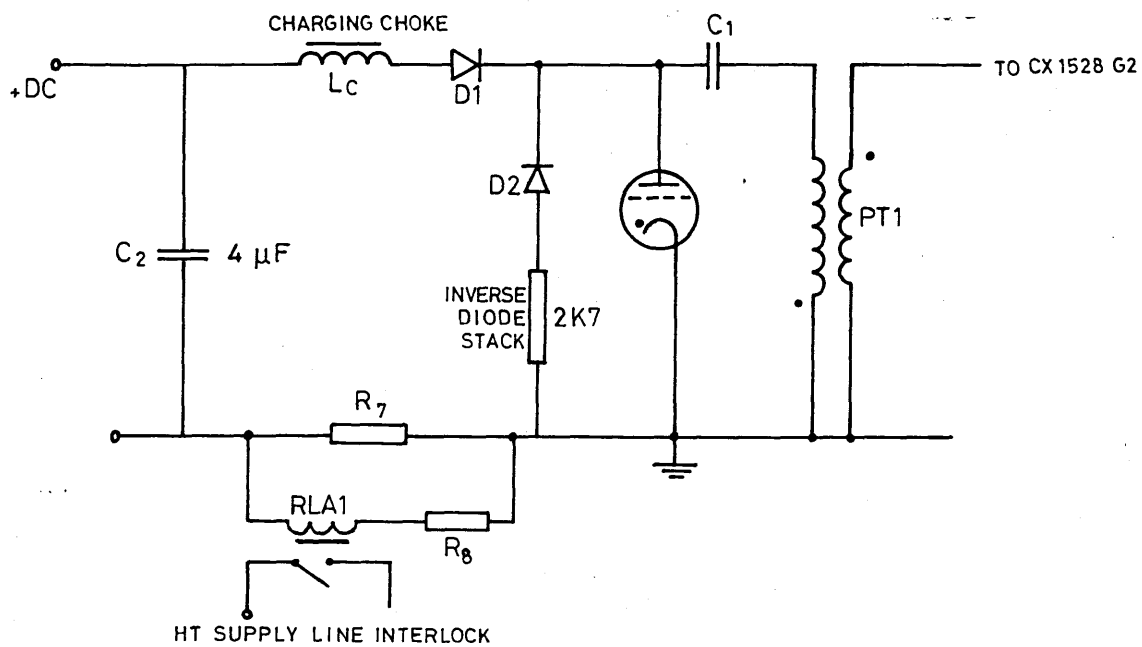 CHARGING CHOKE
L C
D1
C1
+DC
TO CX 1528 G2
D2
PT1
C2
4 µF
INVERSE
DIODE
STACK
2K7
R7
RLA1
R8
HT SUPPLY LINE INTERLOCK